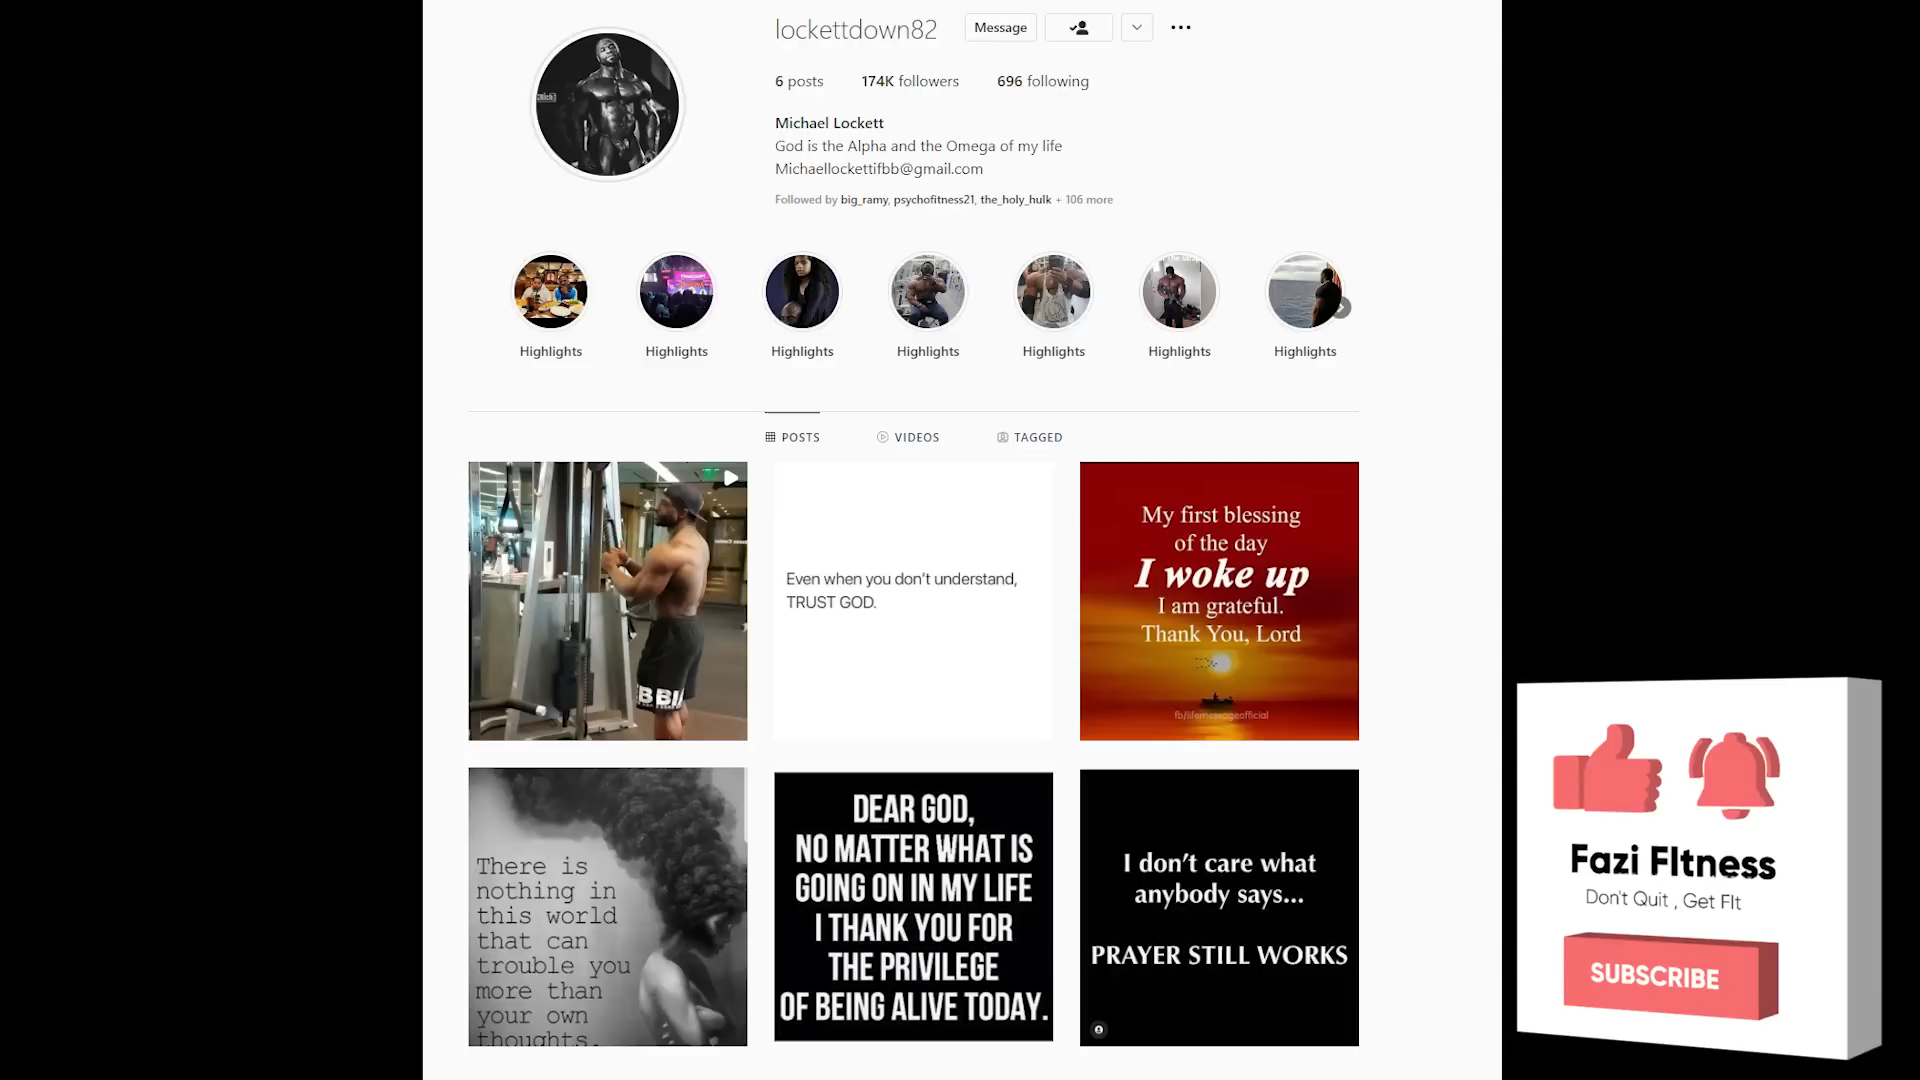 lockettdown82
Message
6 posts 174K followers 696 following
Michael Lockett
God is the Alpha and the Omega of my life
Michaellockettifbb@gmail.com
Followed by big_ramy, psychofitness21, the_holy_hulk + 106 more
Highlights Highlights Highlights Highlights Highlights Highlights Highlights
POSTS VIDEOS TAGGED
Even when you don't understand,
TRUST GOD.
My first blessing
of the day
I woke up
I am grateful.
Thank You, Lord
fb/lifemessageofficial
There is
nothing in
this world
that can
trouble you
more than
your own
thoughts.
DEAR GOD,
NO MATTER WHAT IS
GOING ON IN MY LIFE
I THANK YOU FOR
THE PRIVILEGE
OF BEING ALIVE TODAY.
I don't care what
anybody says...
PRAYER STILL WORKS
Fazi FItness
Don't Quit , Get FIt
SUBSCRIBE